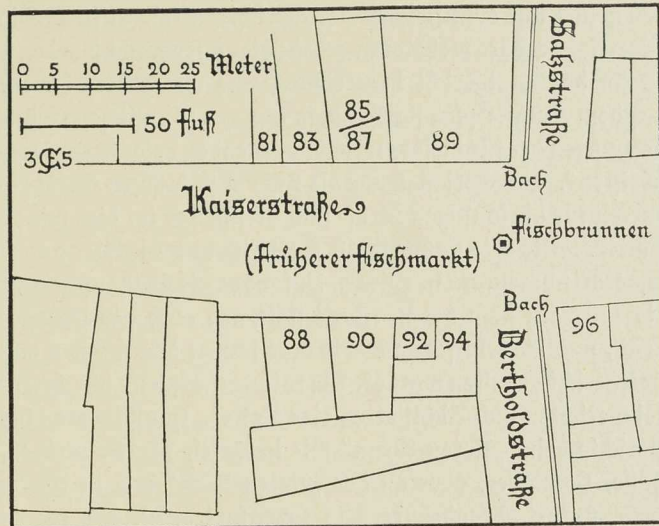 0 5 10 15 20 25 Meter
50 Fuß
81 83 85 87 89
Salzstraße
Bach
Kaiserstraße
(früherer Fischmarkt)
Fischbrunnen
Bach
88 90 92 94 96
Bertholdstraße